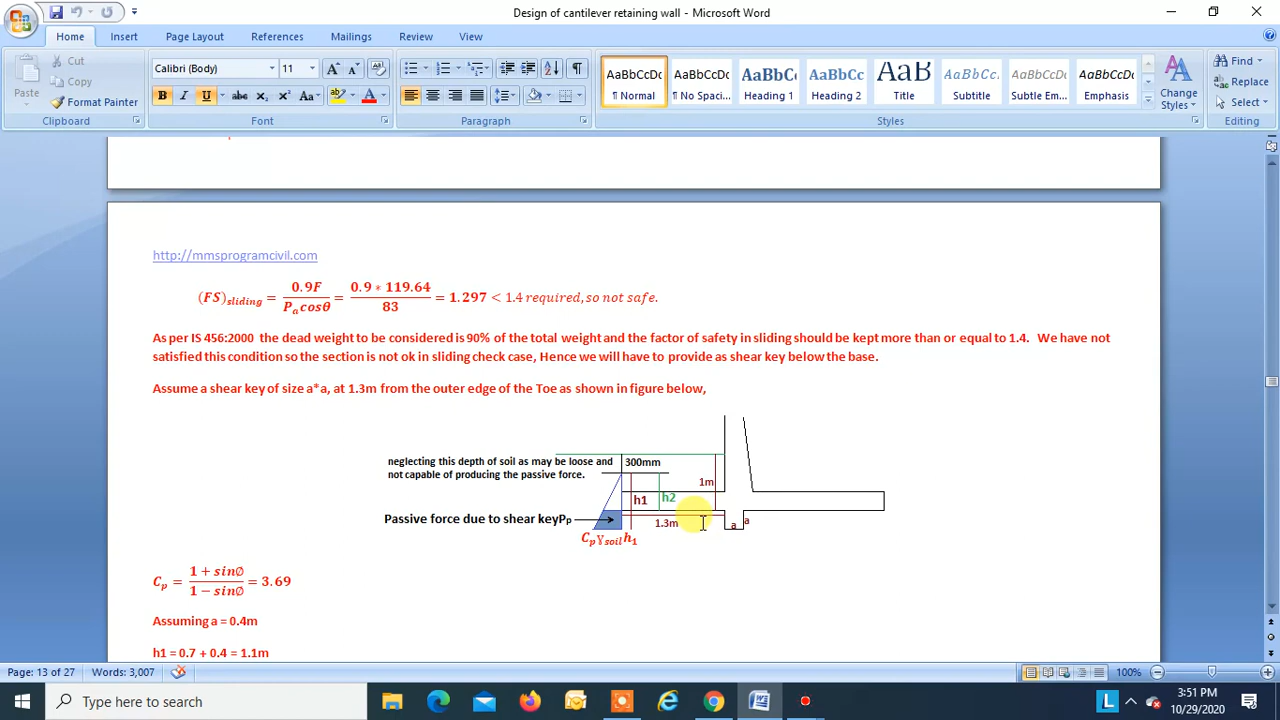 Design of cantilever retaining wall - Microsoft Word
Home Insert Page Layout References Mailings Review View
Cut
Copy
Paste
Format Painter
Clipboard
Calibri (Body) 11
Font
Paragraph
AaBbCcDc AaBbCcDc AaBbC AaBbCc AaB AaBbCc. AaBbCcDt AaBbCcDt
¶ Normal ¶ No Spaci... Heading 1 Heading 2 Title Subtitle Subtle Em... Emphasis
Styles
Change Styles
Find
Replace
Select
Editing
http://mmsprogramcivil.com
(FS)sliding = 0.9F / Pₐcosθ = 0.9 * 119.64 / 83 = 1.297 < 1.4 required, so not safe.
As per IS 456:2000 the dead weight to be considered is 90% of the total weight and the factor of safety in sliding should be kept more than or equal to 1.4. We have not
satisfied this condition so the section is not ok in sliding check case, Hence we will have to provide as shear key below the base.
Assume a shear key of size a*a, at 1.3m from the outer edge of the Toe as shown in figure below,
neglecting this depth of soil as may be loose and
not capable of producing the passive force.
300mm
1m
h1
h2
Passive force due to shear keyPp
1.3m
a
a
CpƔsoilh1
Cp = 1 + sin∅ / 1 − sin∅ = 3.69
Assuming a = 0.4m
h1 = 0.7 + 0.4 = 1.1m
Page: 13 of 27 Words: 3,007 100%
Type here to search
3:51 PM
10/29/2020